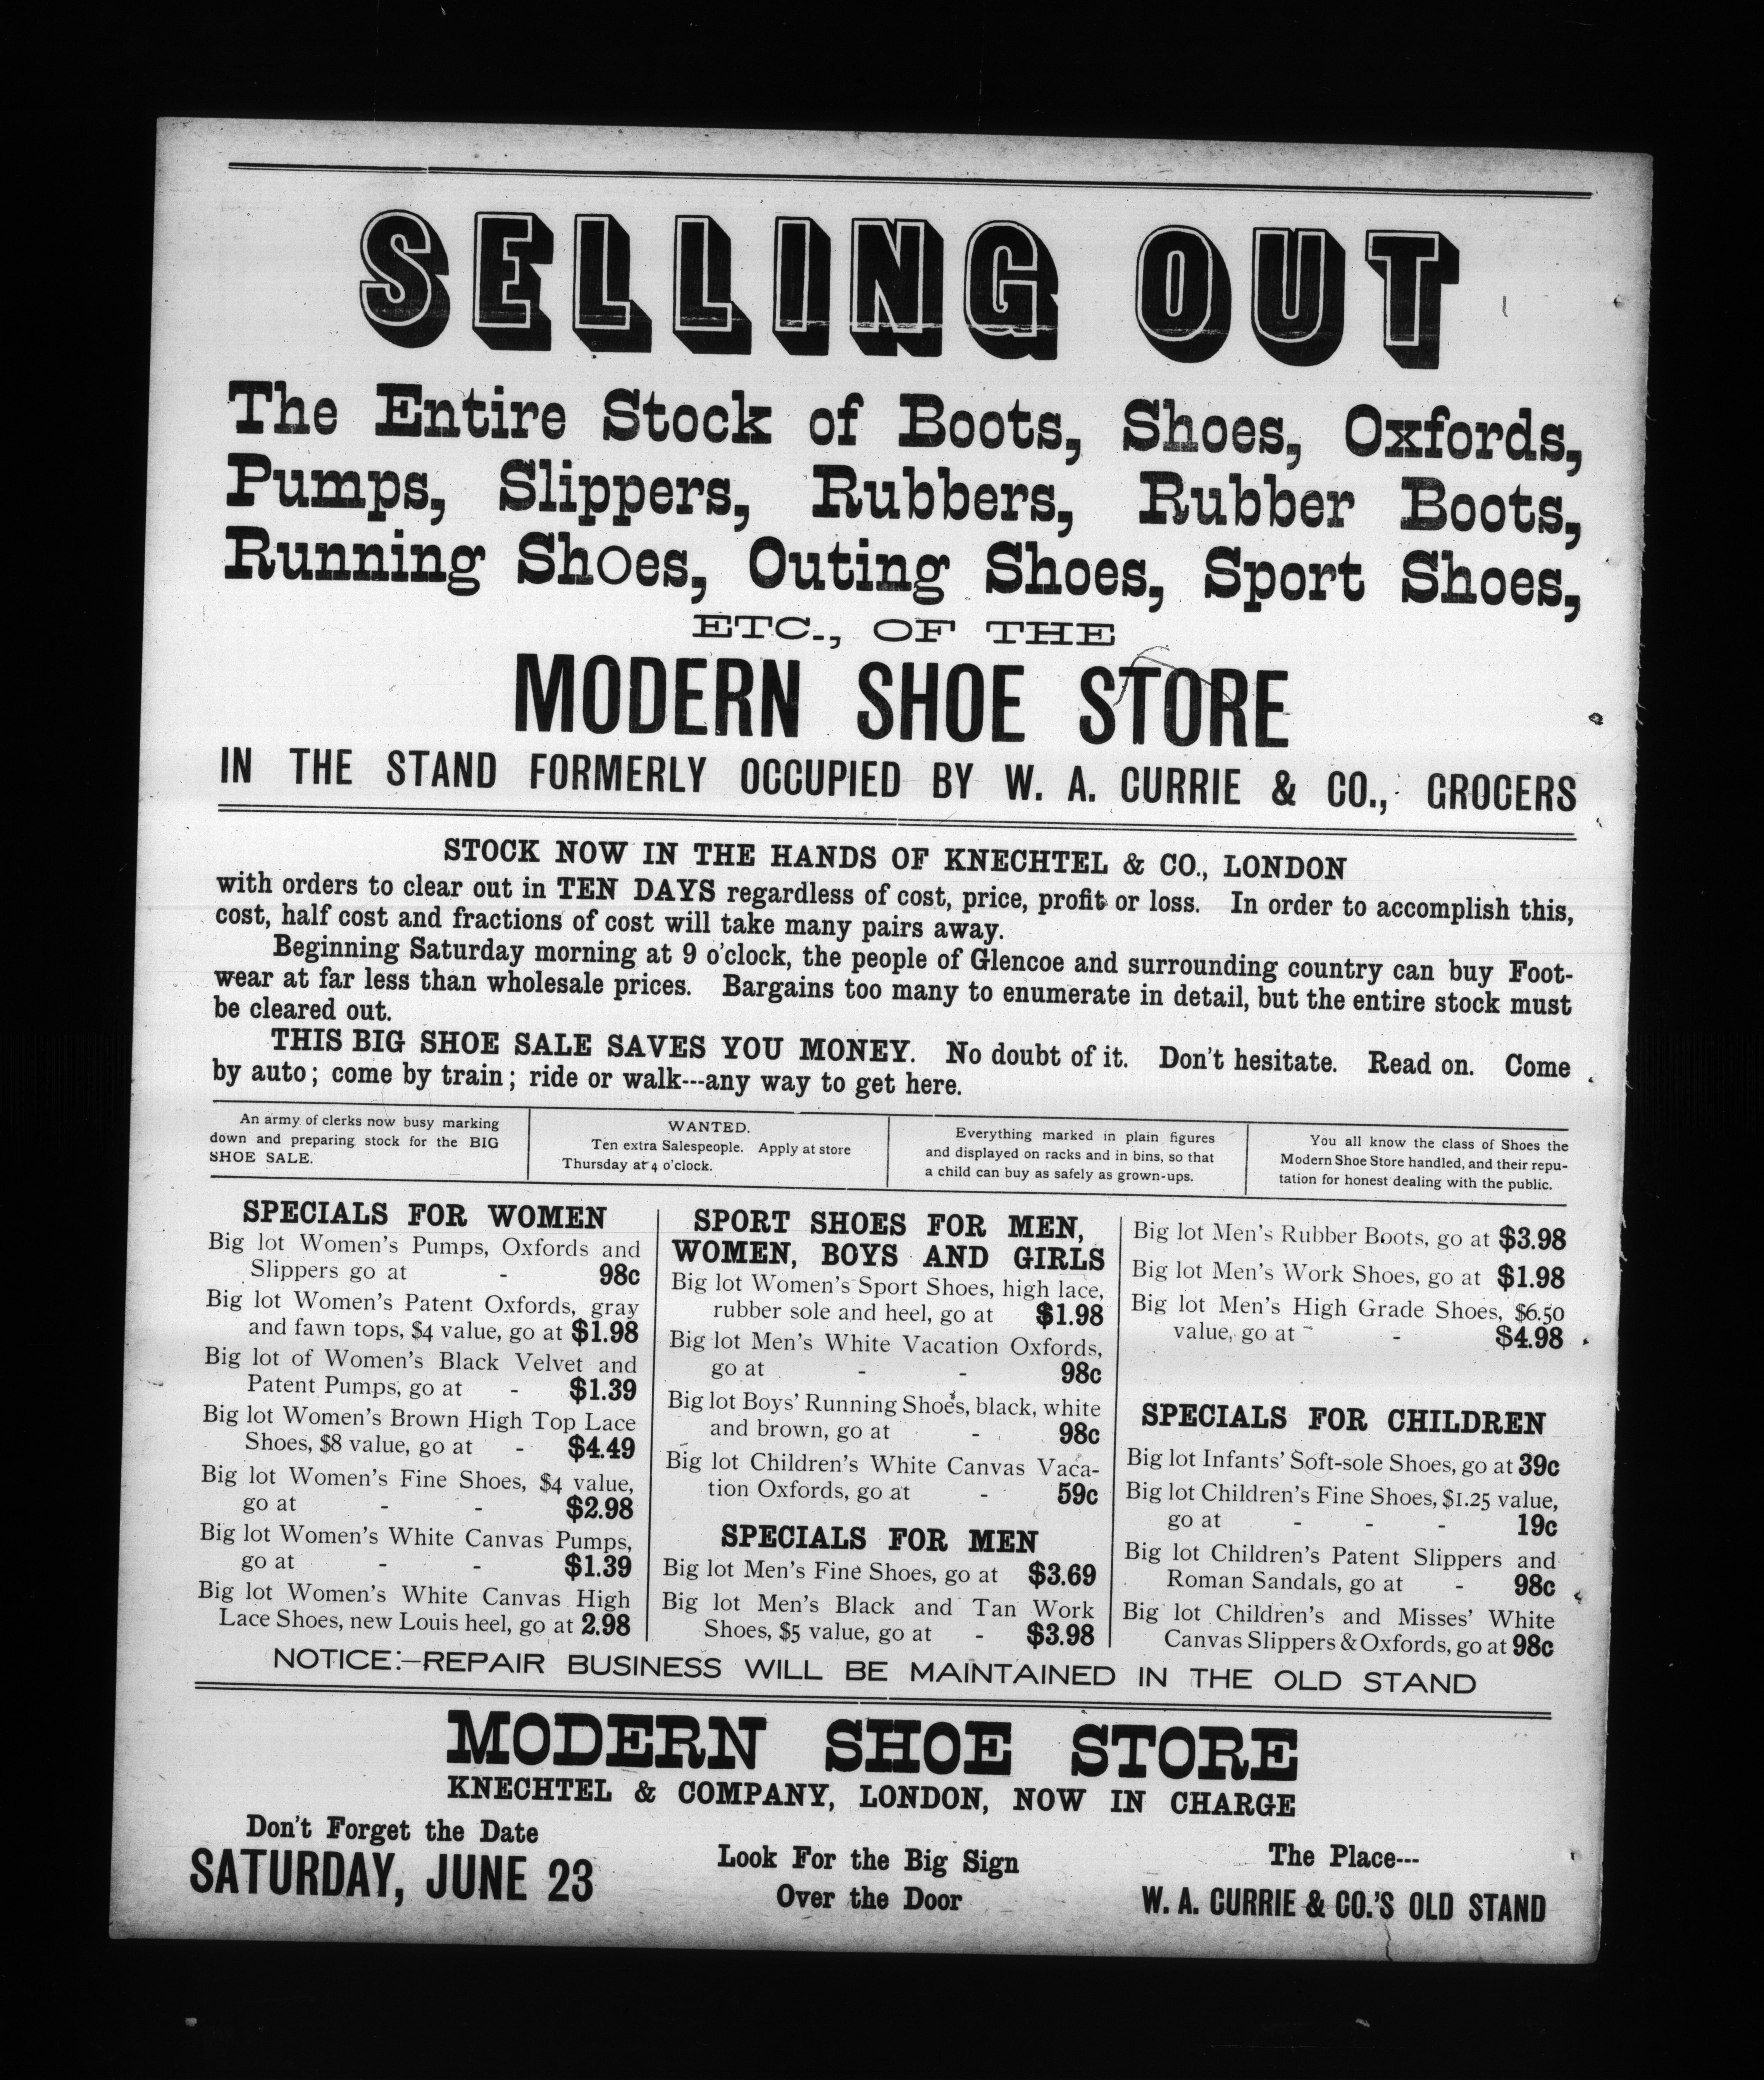 SELLING OUT
The Entire Stock of Boots, Shoes, Oxfords,
Pumps, Slippers, Rubbers, Rubber Boots,
Running Shoes, Outing Shoes, Sport Shoes,
ETC., OF THE
MODERN SHOE STORE
IN THE STAND FORMERLY OCCUPIED BY W. A. CURRIE & CO., GROCERS
STOCK NOW IN THE HANDS OF KNECHTEL & CO., LONDON
with orders to clear out in TEN DAYS regardless of cost, price, profit or loss. In order to accomplish this,
cost, half cost and fractions of cost will take many pairs away.
Beginning Saturday morning at 9 o'clock, the people of Glencoe and surrounding country can buy Foot-
wear at far less than wholesale prices. Bargains too many to enumerate in detail, but the entire stock must
be cleared out.
THIS BIG SHOE SALE SAVES YOU MONEY. No doubt of it. Don't hesitate. Read on. Come
by auto; come by train; ride or walk---any way to get here.
An army of clerks now busy marking
down and preparing stock for the BIG
SHOE SALE.
WANTED.
Ten extra Salespeople. Apply at store
Thursday at 4 o'clock.
Everything marked in plain figures
and displayed on racks and in bins, so that
a child can buy as safely as grown-ups.
You all know the class of Shoes the
Modern Shoe Store handled, and their repu-
tation for honest dealing with the public.
SPECIALS FOR WOMEN
Big lot Women's Pumps, Oxfords and
Slippers go at - 98c
Big lot Women's Patent Oxfords, gray
and fawn tops, $4 value, go at $1.98
Big lot of Women's Black Velvet and
Patent Pumps, go at - $1.39
Big lot Women's Brown High Top Lace
Shoes, $8 value, go at - $4.49
Big lot Women's Fine Shoes, $4 value,
go at - - $2.98
Big lot Women's White Canvas Pumps,
go at - - $1.39
Big lot Women's White Canvas High
Lace Shoes, new Louis heel, go at 2.98
SPORT SHOES FOR MEN,
WOMEN, BOYS AND GIRLS
Big lot Women's Sport Shoes, high lace,
rubber sole and heel, go at $1.98
Big lot Men's White Vacation Oxfords,
go at - - 98c
Big lot Boys' Running Shoes, black, white
and brown, go at - 98c
Big lot Children's White Canvas Vaca-
tion Oxfords, go at - 59c
SPECIALS FOR MEN
Big lot Men's Fine Shoes, go at $3.69
Big lot Men's Black and Tan Work
Shoes, $5 value, go at - $3.98
Big lot Men's Rubber Boots, go at $3.98
Big lot Men's Work Shoes, go at $1.98
Big lot Men's High Grade Shoes, $6.50
value, go at - - $4.98
SPECIALS FOR CHILDREN
Big lot Infants' Soft-sole Shoes, go at 39c
Big lot Children's Fine Shoes, $1.25 value,
go at - - - 19c
Big lot Children's Patent Slippers and
Roman Sandals, go at - 98c
Big lot Children's and Misses' White
Canvas Slippers & Oxfords, go at 98c
NOTICE:—REPAIR BUSINESS WILL BE MAINTAINED IN THE OLD STAND
MODERN SHOE STORE
KNECHTEL & COMPANY, LONDON, NOW IN CHARGE
Don't Forget the Date
SATURDAY, JUNE 23
Look For the Big Sign
Over the Door
The Place---
W. A. CURRIE & CO.'S OLD STAND